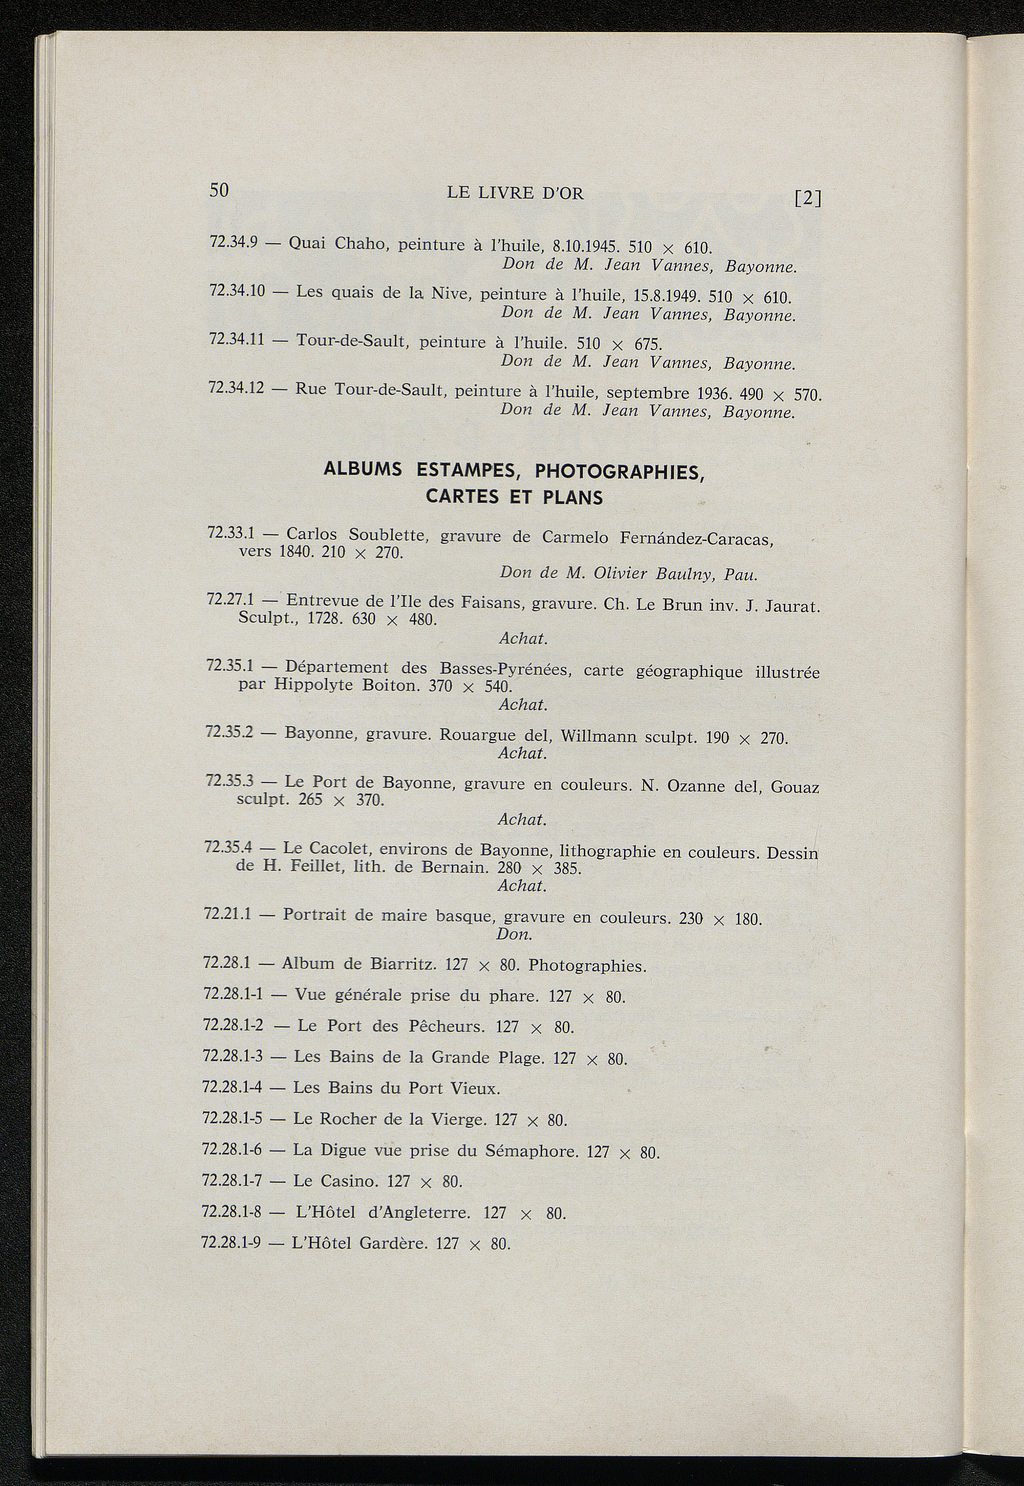 50 LE LIVRE D'OR [2]
72.34.9 — Quai Chaho, peinture à l'huile, 8.10.1945. 510 × 610.
Don de M. Jean Vannes, Bayonne.
72.34.10 — Les quais de la Nive, peinture à l'huile, 15.8.1949. 510 × 610.
Don de M. Jean Vannes, Bayonne.
72.34.11 — Tour-de-Sault, peinture à l'huile. 510 × 675.
Don de M. Jean Vannes, Bayonne.
72.34.12 — Rue Tour-de-Sault, peinture à l'huile, septembre 1936. 490 × 570.
Don de M. Jean Vannes, Bayonne.
ALBUMS ESTAMPES, PHOTOGRAPHIES,
CARTES ET PLANS
72.33.1 — Carlos Soublette, gravure de Carmelo Fernández-Caracas,
vers 1840. 210 × 270.
Don de M. Olivier Baulny, Pau.
72.27.1 — Entrevue de l'Ile des Faisans, gravure. Ch. Le Brun inv. J. Jaurat.
Sculpt., 1728. 630 × 480.
Achat.
72.35.1 — Département des Basses-Pyrénées, carte géographique illustrée
par Hippolyte Boiton. 370 × 540.
Achat.
72.35.2 — Bayonne, gravure. Rouargue del, Willmann sculpt. 190 × 270.
Achat.
72.35.3 — Le Port de Bayonne, gravure en couleurs. N. Ozanne del, Gouaz
sculpt. 265 × 370.
Achat.
72.35.4 — Le Cacolet, environs de Bayonne, lithographie en couleurs. Dessin
de H. Feillet, lith. de Bernain. 280 × 385.
Achat.
72.21.1 — Portrait de maire basque, gravure en couleurs. 230 × 180.
Don.
72.28.1 — Album de Biarritz. 127 × 80. Photographies.
72.28.1-1 — Vue générale prise du phare. 127 × 80.
72.28.1-2 — Le Port des Pêcheurs. 127 × 80.
72.28.1-3 — Les Bains de la Grande Plage. 127 × 80.
72.28.1-4 — Les Bains du Port Vieux.
72.28.1-5 — Le Rocher de la Vierge. 127 × 80.
72.28.1-6 — La Digue vue prise du Sémaphore. 127 × 80.
72.28.1-7 — Le Casino. 127 × 80.
72.28.1-8 — L'Hôtel d'Angleterre. 127 × 80.
72.28.1-9 — L'Hôtel Gardère. 127 × 80.